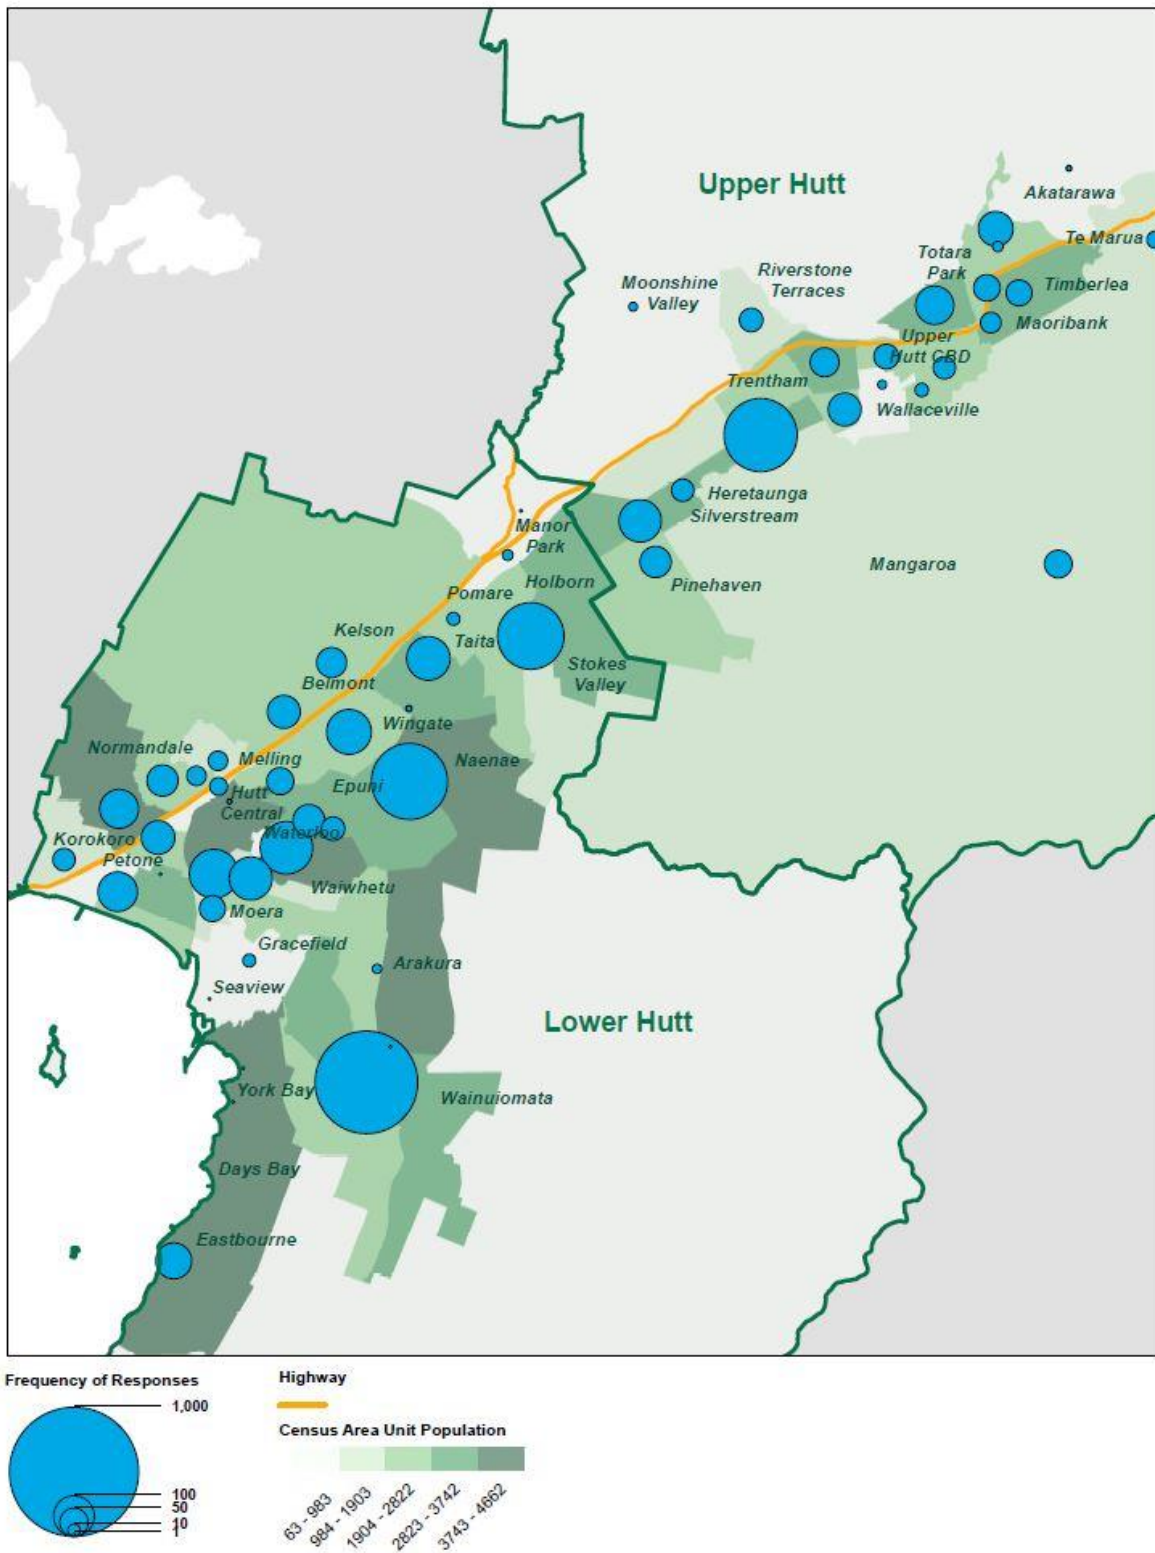 Upper Hutt
Akatarawa
Te Marua
Totara
Park
Riverstone
Terraces
Moonshine
Valley
Timberlea
Maoribank
Upper
Hutt CBD
Trentham
Wallaceville
Heretaunga
Silverstream
Manor
Park
Mangaroa
Holborn
Pinehaven
Pomare
Kelson
Taita
Stokes
Valley
Belmont
Wingate
Normandale
Melling
Naenae
Hutt
Central
Epuni
Waterloo
Korokoro
Petone
Waiwhetu
Moera
Gracefield
Arakura
Seaview
Lower Hutt
York Bay
Wainuiomata
Days Bay
Eastbourne
Frequency of Responses
1,000
100
50
10
1
Highway
Census Area Unit Population
63 - 983
984 - 1903
1904 - 2822
2823 - 3742
3743 - 4662